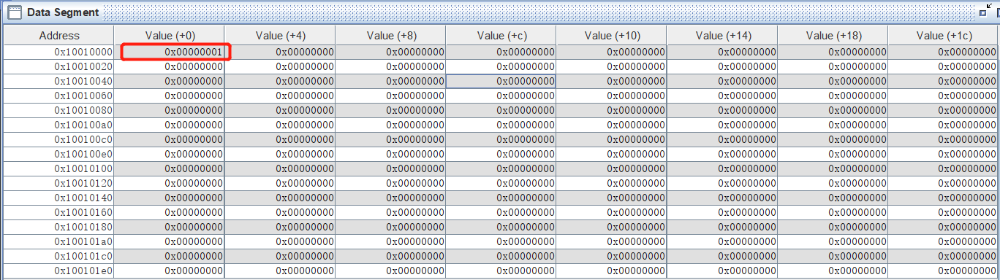 Data Segment
Address Value (+0) Value (+4) Value (+8) Value (+c) Value (+10) Value (+14) Value (+18) Value (+1c)
0x10010000 0x00000001 0x00000000 0x00000000 0x00000000 0x00000000 0x00000000 0x00000000 0x00000000
0x10010020 0x00000000 0x00000000 0x00000000 0x00000000 0x00000000 0x00000000 0x00000000 0x00000000
0x10010040 0x00000000 0x00000000 0x00000000 0x00000000 0x00000000 0x00000000 0x00000000 0x00000000
0x10010060 0x00000000 0x00000000 0x00000000 0x00000000 0x00000000 0x00000000 0x00000000 0x00000000
0x10010080 0x00000000 0x00000000 0x00000000 0x00000000 0x00000000 0x00000000 0x00000000 0x00000000
0x100100a0 0x00000000 0x00000000 0x00000000 0x00000000 0x00000000 0x00000000 0x00000000 0x00000000
0x100100c0 0x00000000 0x00000000 0x00000000 0x00000000 0x00000000 0x00000000 0x00000000 0x00000000
0x100100e0 0x00000000 0x00000000 0x00000000 0x00000000 0x00000000 0x00000000 0x00000000 0x00000000
0x10010100 0x00000000 0x00000000 0x00000000 0x00000000 0x00000000 0x00000000 0x00000000 0x00000000
0x10010120 0x00000000 0x00000000 0x00000000 0x00000000 0x00000000 0x00000000 0x00000000 0x00000000
0x10010140 0x00000000 0x00000000 0x00000000 0x00000000 0x00000000 0x00000000 0x00000000 0x00000000
0x10010160 0x00000000 0x00000000 0x00000000 0x00000000 0x00000000 0x00000000 0x00000000 0x00000000
0x10010180 0x00000000 0x00000000 0x00000000 0x00000000 0x00000000 0x00000000 0x00000000 0x00000000
0x100101a0 0x00000000 0x00000000 0x00000000 0x00000000 0x00000000 0x00000000 0x00000000 0x00000000
0x100101c0 0x00000000 0x00000000 0x00000000 0x00000000 0x00000000 0x00000000 0x00000000 0x00000000
0x100101e0 0x00000000 0x00000000 0x00000000 0x00000000 0x00000000 0x00000000 0x00000000 0x00000000